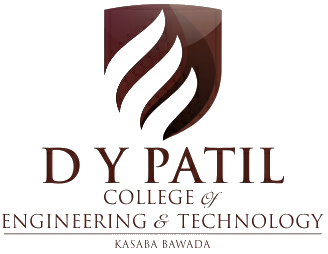 D Y PATIL
COLLEGE of
ENGINEERING & TECHNOLOGY
KASABA BAWADA